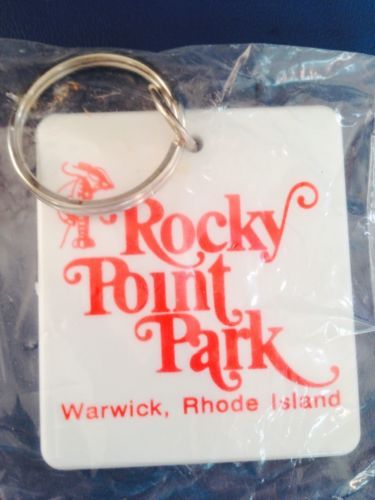 Rocky
Point
Park
Warwick, Rhode Island